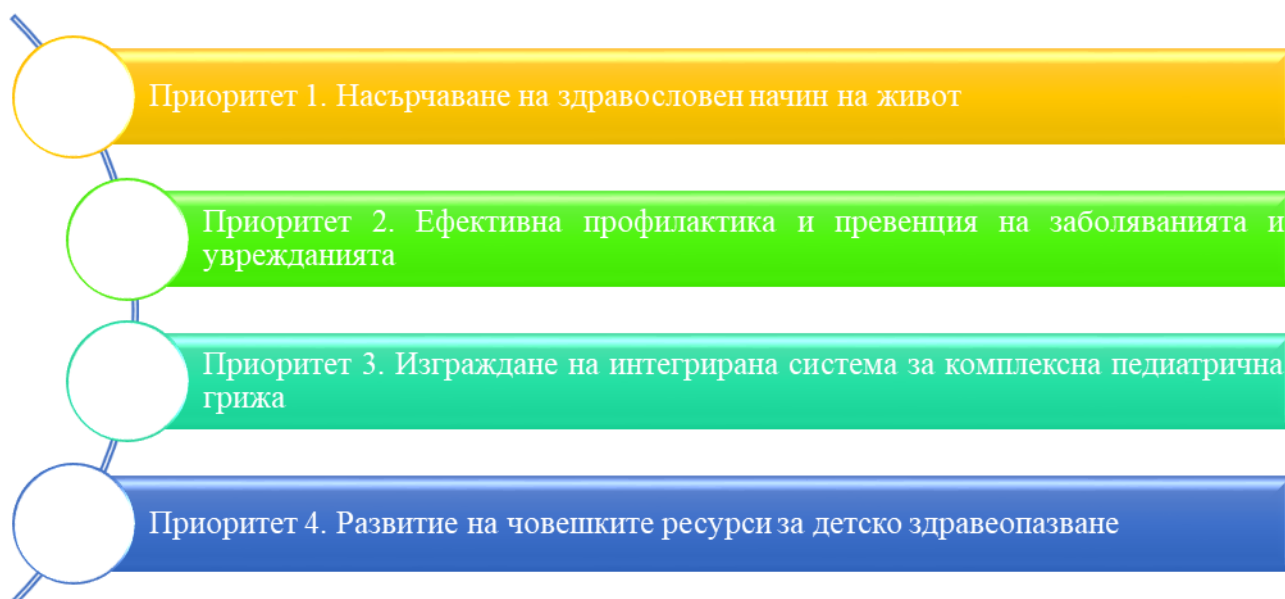 Приоритет 1. Насърчаване на здравословен начин на живот
Приоритет 2. Ефективна профилактика и превенция на заболяванията и
уврежданията
Приоритет 3. Изграждане на интегрирана система за комплексна педиатрична
грижа
Приоритет 4. Развитие на човешките ресурси за детско здравеопазване